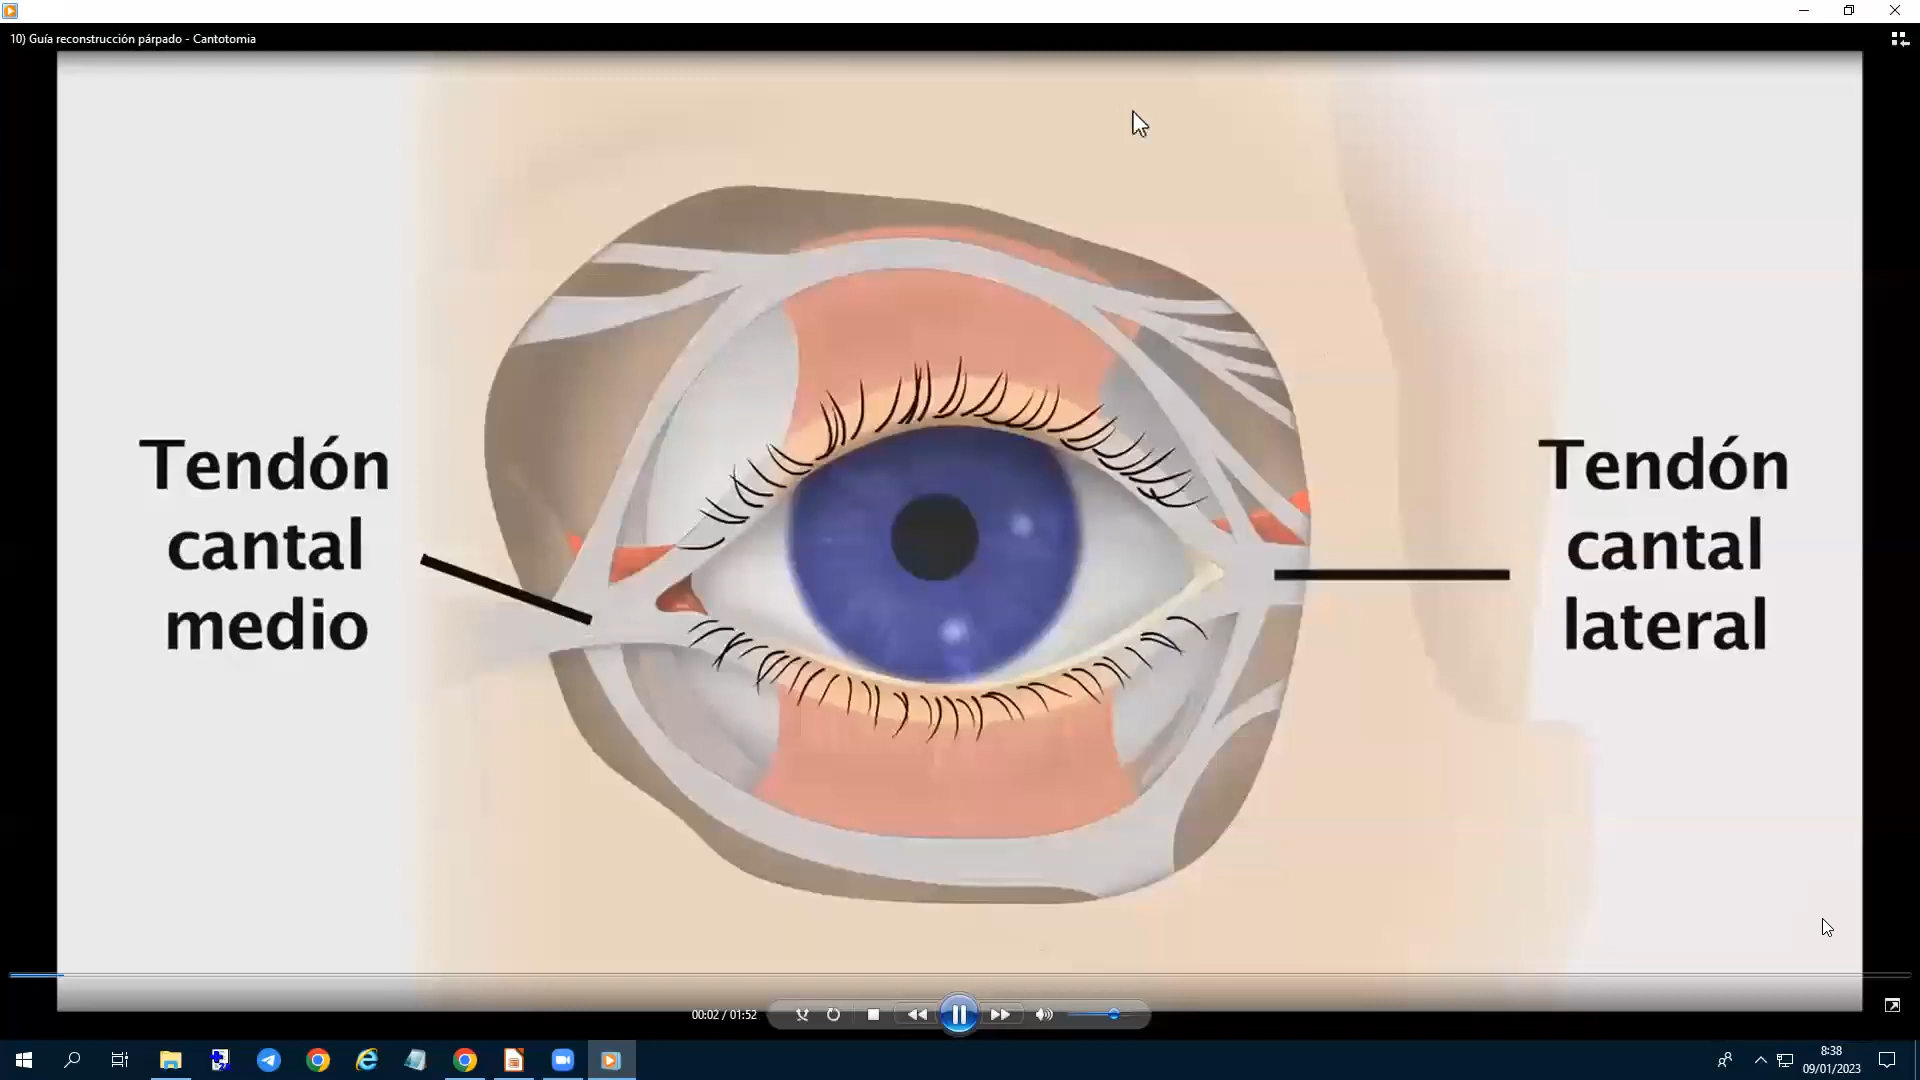 10) Guía reconstrucción párpado - Cantotomia
Tendón
cantal
medio
Tendón
cantal
lateral
00:02 / 01:52
8:38
09/01/2023